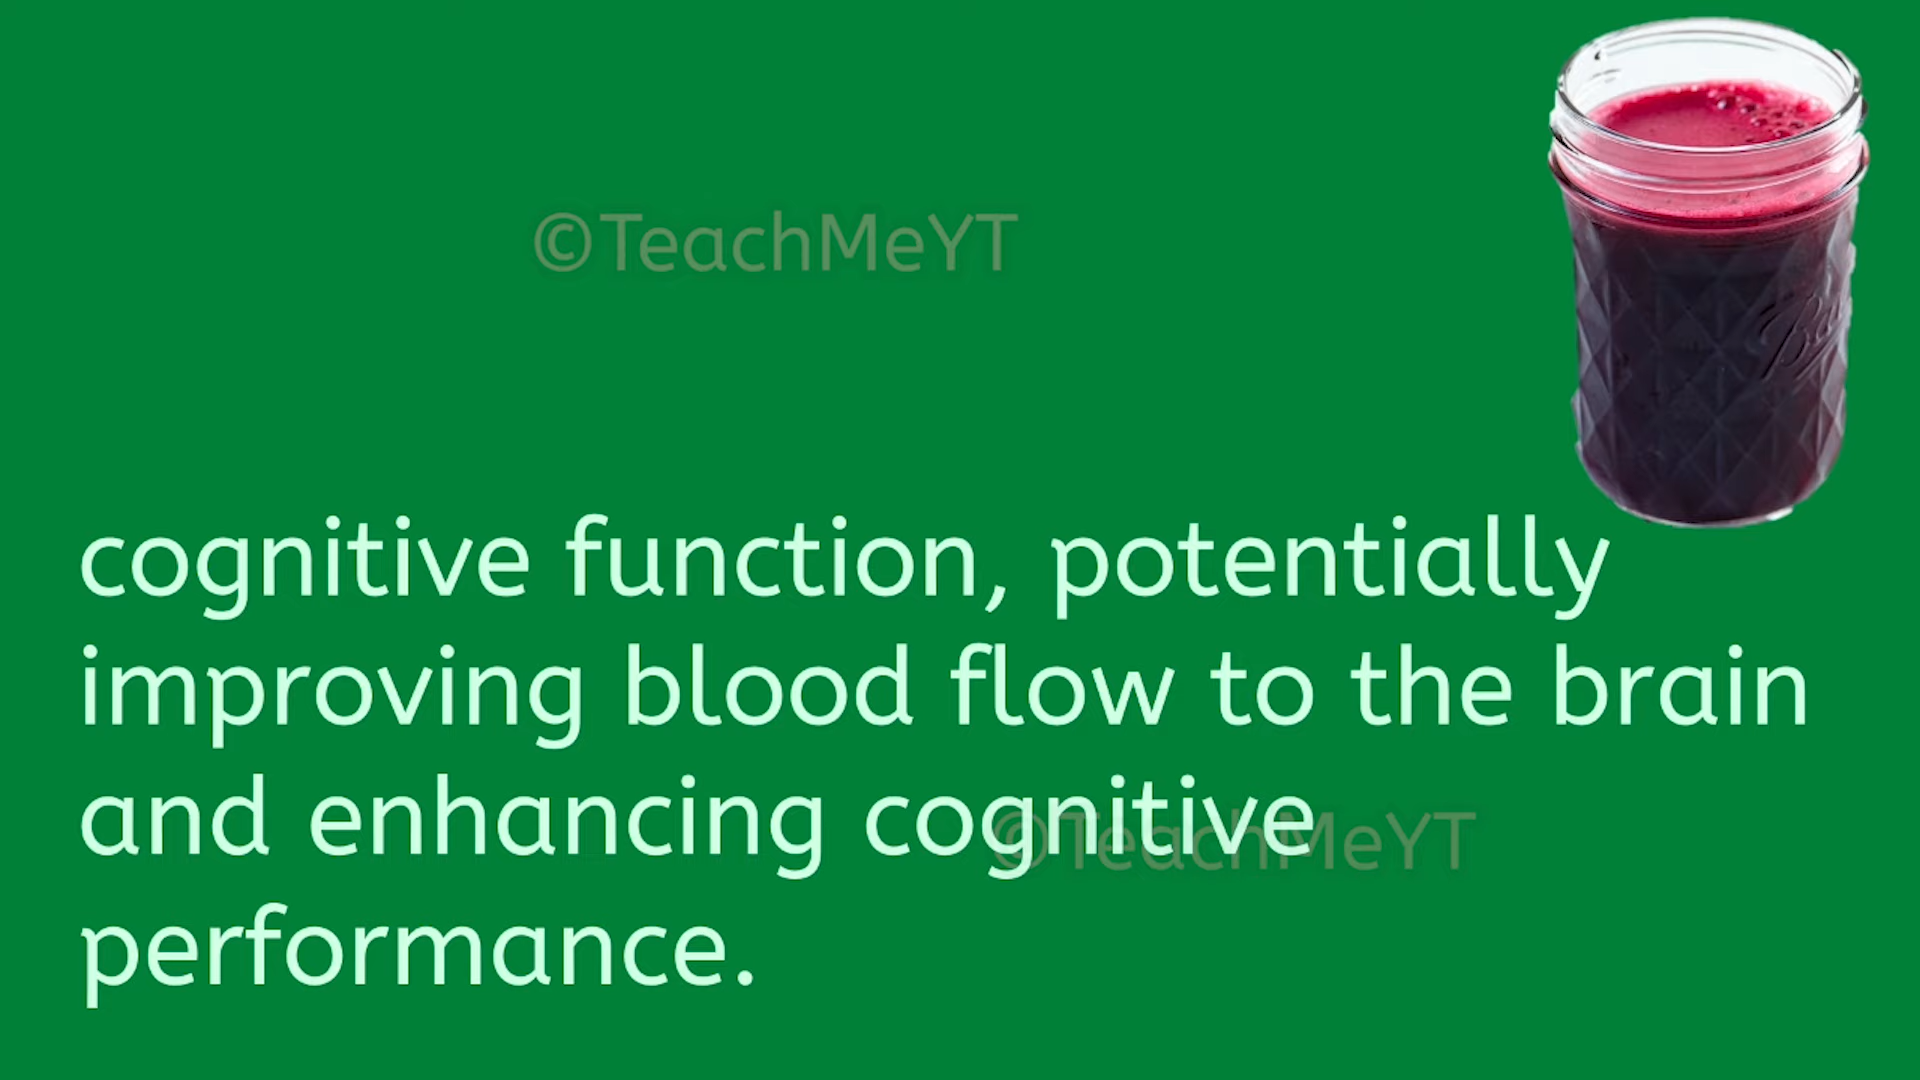 ©TeachMeYT
cognitive function, potentially
improving blood flow to the brain
and enhancing cognitive
©TeachMeYT
performance.